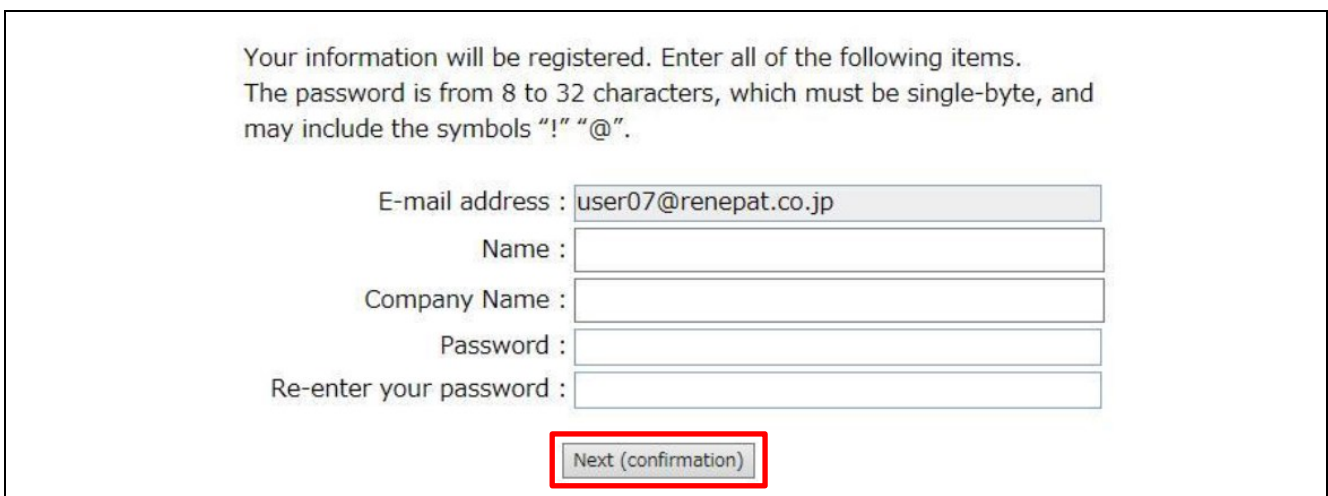 Your information will be registered. Enter all of the following items.
The password is from 8 to 32 characters, which must be single-byte, and
may include the symbols “!” “@”.
E-mail address : user07@renepat.co.jp
Name :
Company Name :
Password :
Re-enter your password :
Next (confirmation)